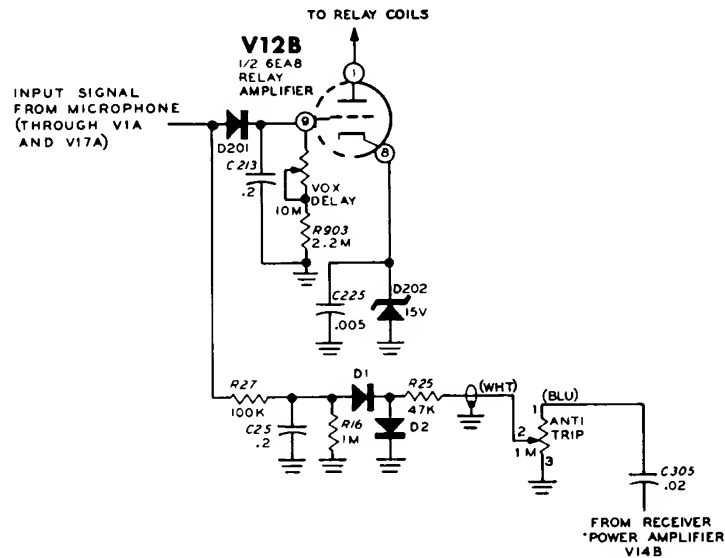 TO RELAY COILS
V12B
1/2 6EA8
RELAY
AMPLIFIER
1
INPUT SIGNAL
FROM MICROPHONE
(THROUGH V1A
AND V17A)
9
8
D201
C213
.2
VOX
DELAY
10M
R903
2.2M
C225
.005
D202
15V
R27
100K
C25
.2
R16
1M
D1
D2
R25
47K
(WHT)
(BLU)
1
2
3
ANTI
TRIP
1M
C305
.02
FROM RECEIVER
POWER AMPLIFIER
V14B